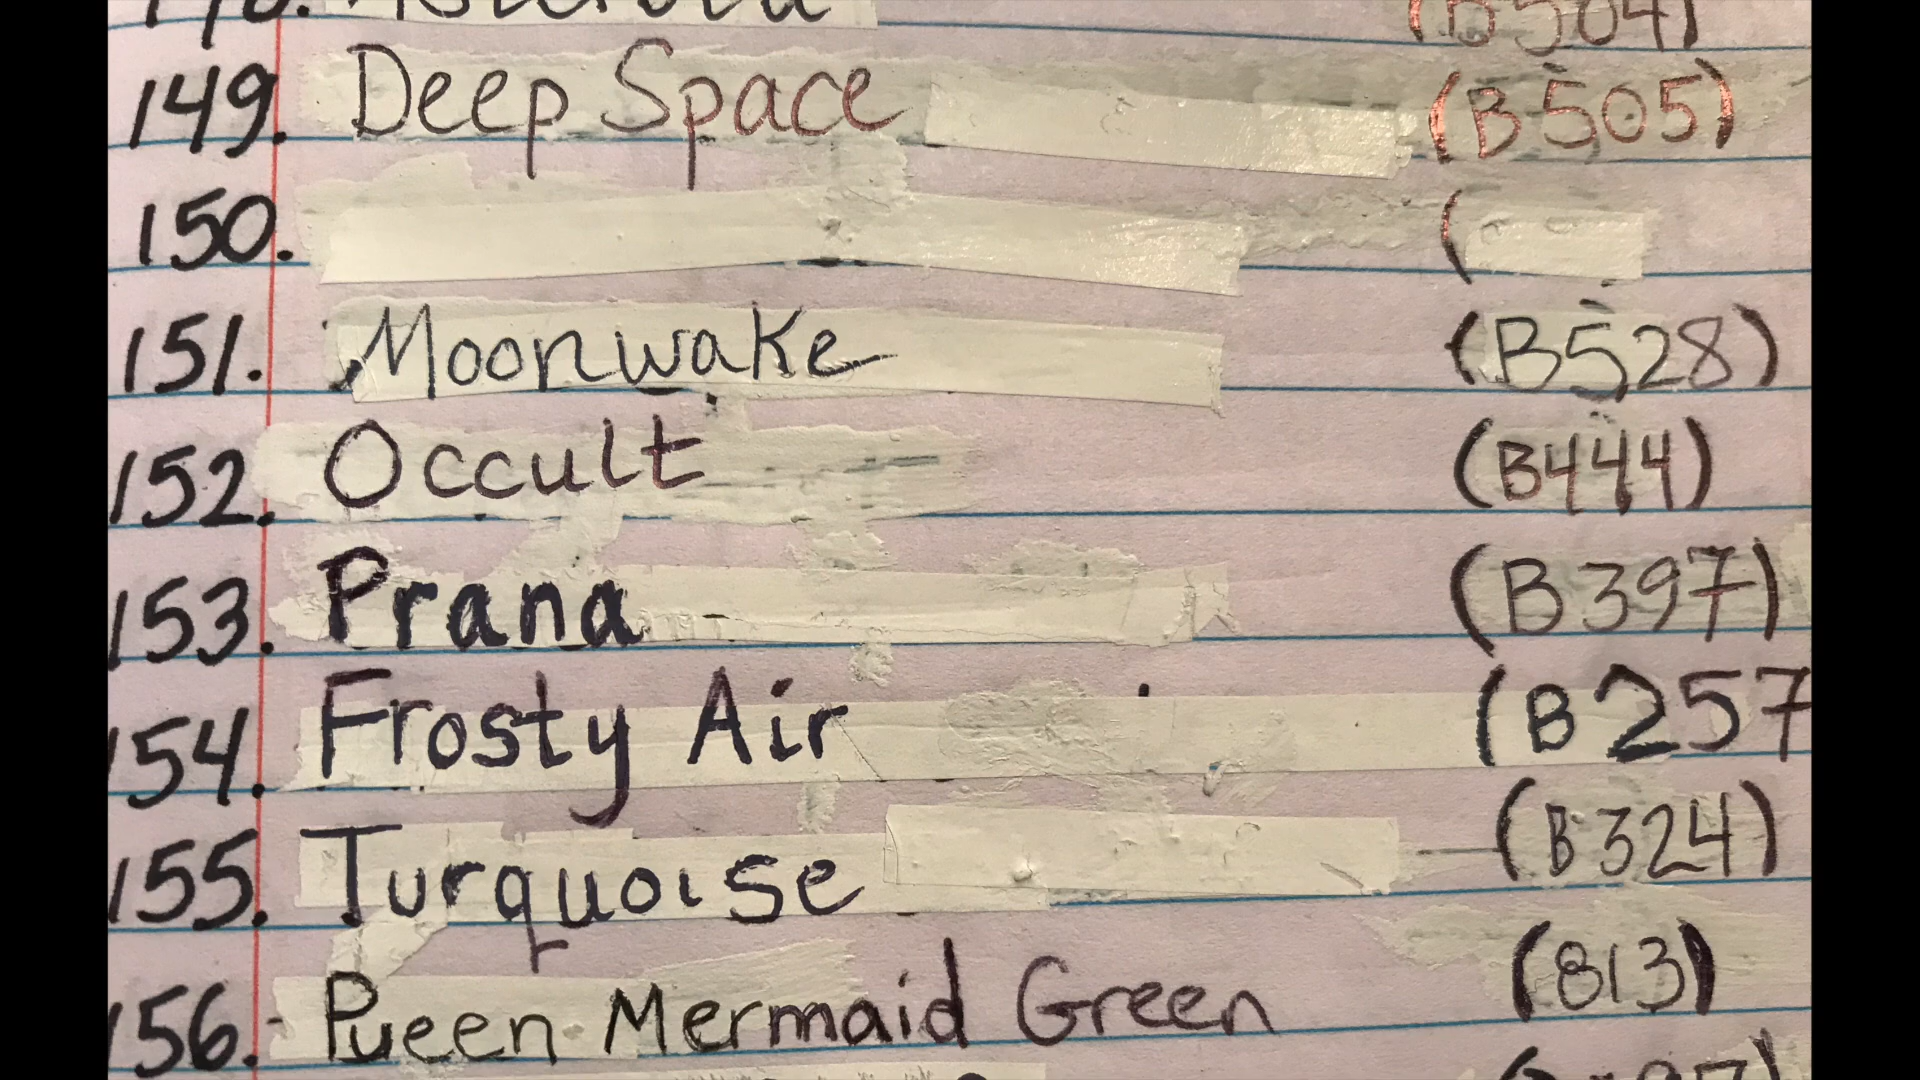 149. Deep Space (B505)
150. (
151. Moonwake (B528)
152. Occult (B444)
153. Prana (B397)
154. Frosty Air (B257
155. Turquoise (B324)
156. Pueen Mermaid Green (813)